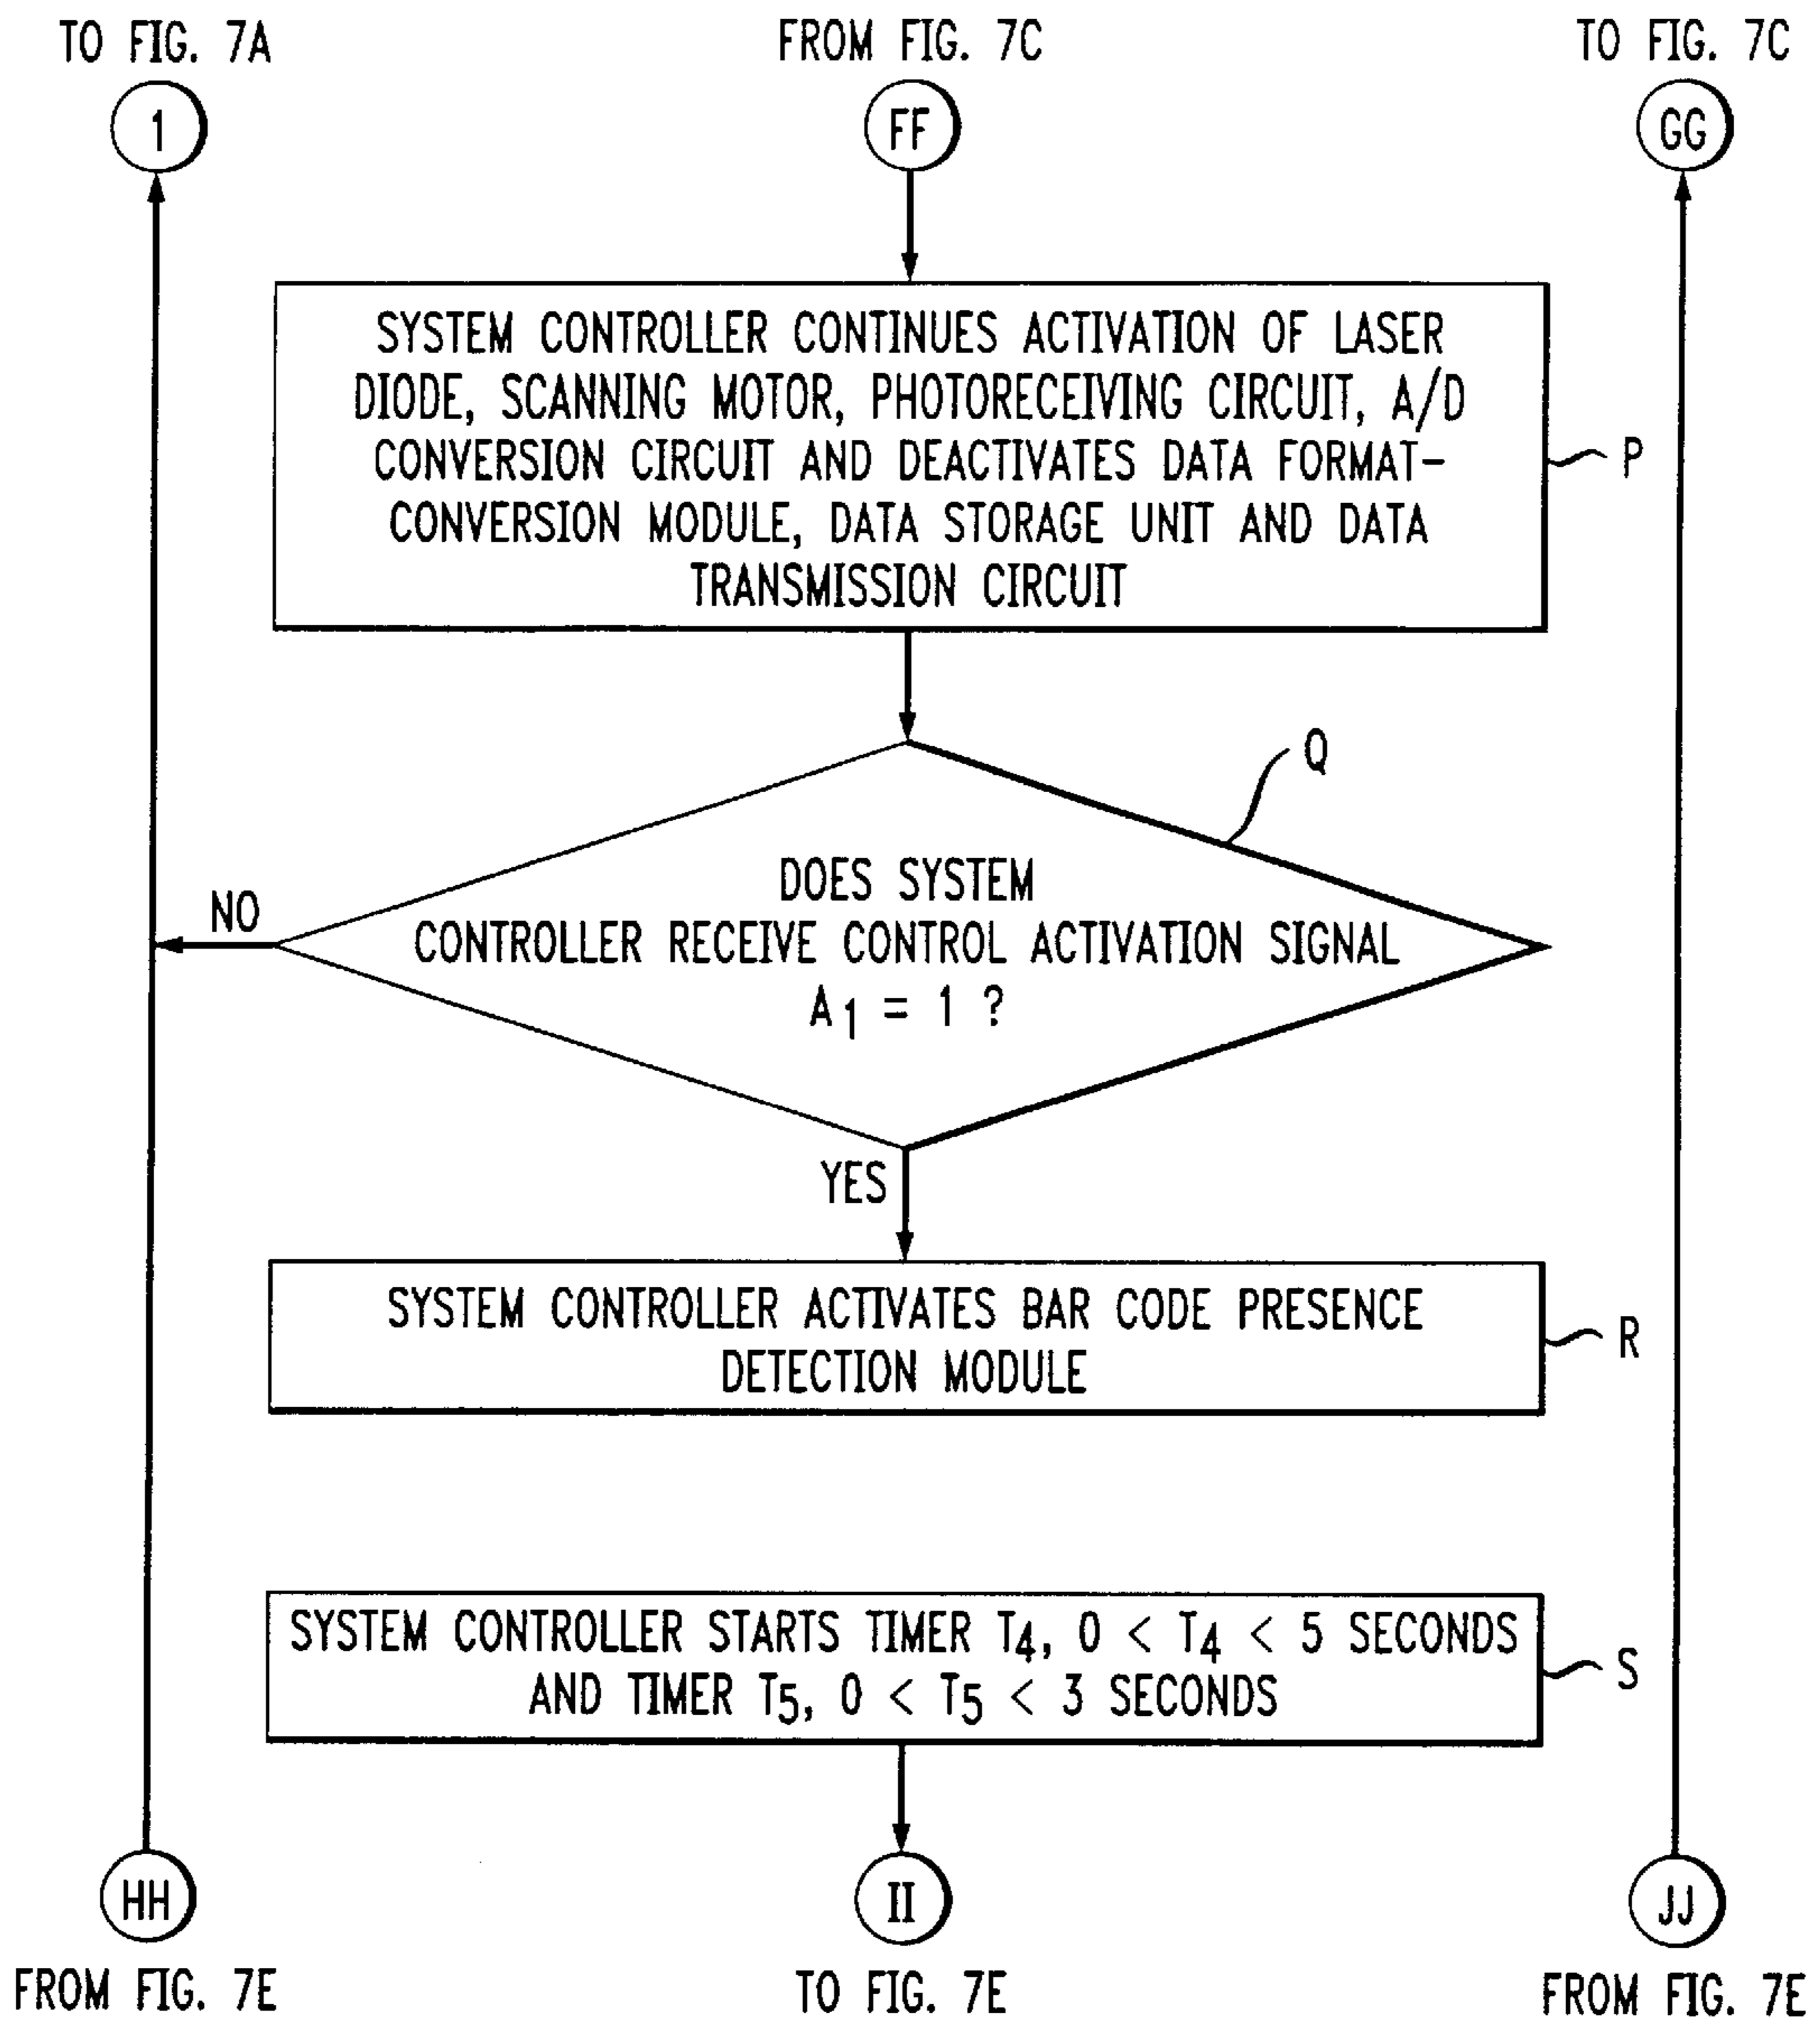 TO FIG. 7A
FROM FIG. 7C
TO FIG. 7C
1
FF
GG
SYSTEM CONTROLLER CONTINUES ACTIVATION OF LASER
DIODE, SCANNING MOTOR, PHOTORECEIVING CIRCUIT, A/D
CONVERSION CIRCUIT AND DEACTIVATES DATA FORMAT-
CONVERSION MODULE, DATA STORAGE UNIT AND DATA
TRANSMISSION CIRCUIT
P
Q
DOES SYSTEM
CONTROLLER RECEIVE CONTROL ACTIVATION SIGNAL
A1 = 1 ?
NO
YES
SYSTEM CONTROLLER ACTIVATES BAR CODE PRESENCE
DETECTION MODULE
R
SYSTEM CONTROLLER STARTS TIMER T4, 0 < T4 < 5 SECONDS
AND TIMER T5, 0 < T5 < 3 SECONDS
S
HH
II
JJ
FROM FIG. 7E
TO FIG. 7E
FROM FIG. 7E